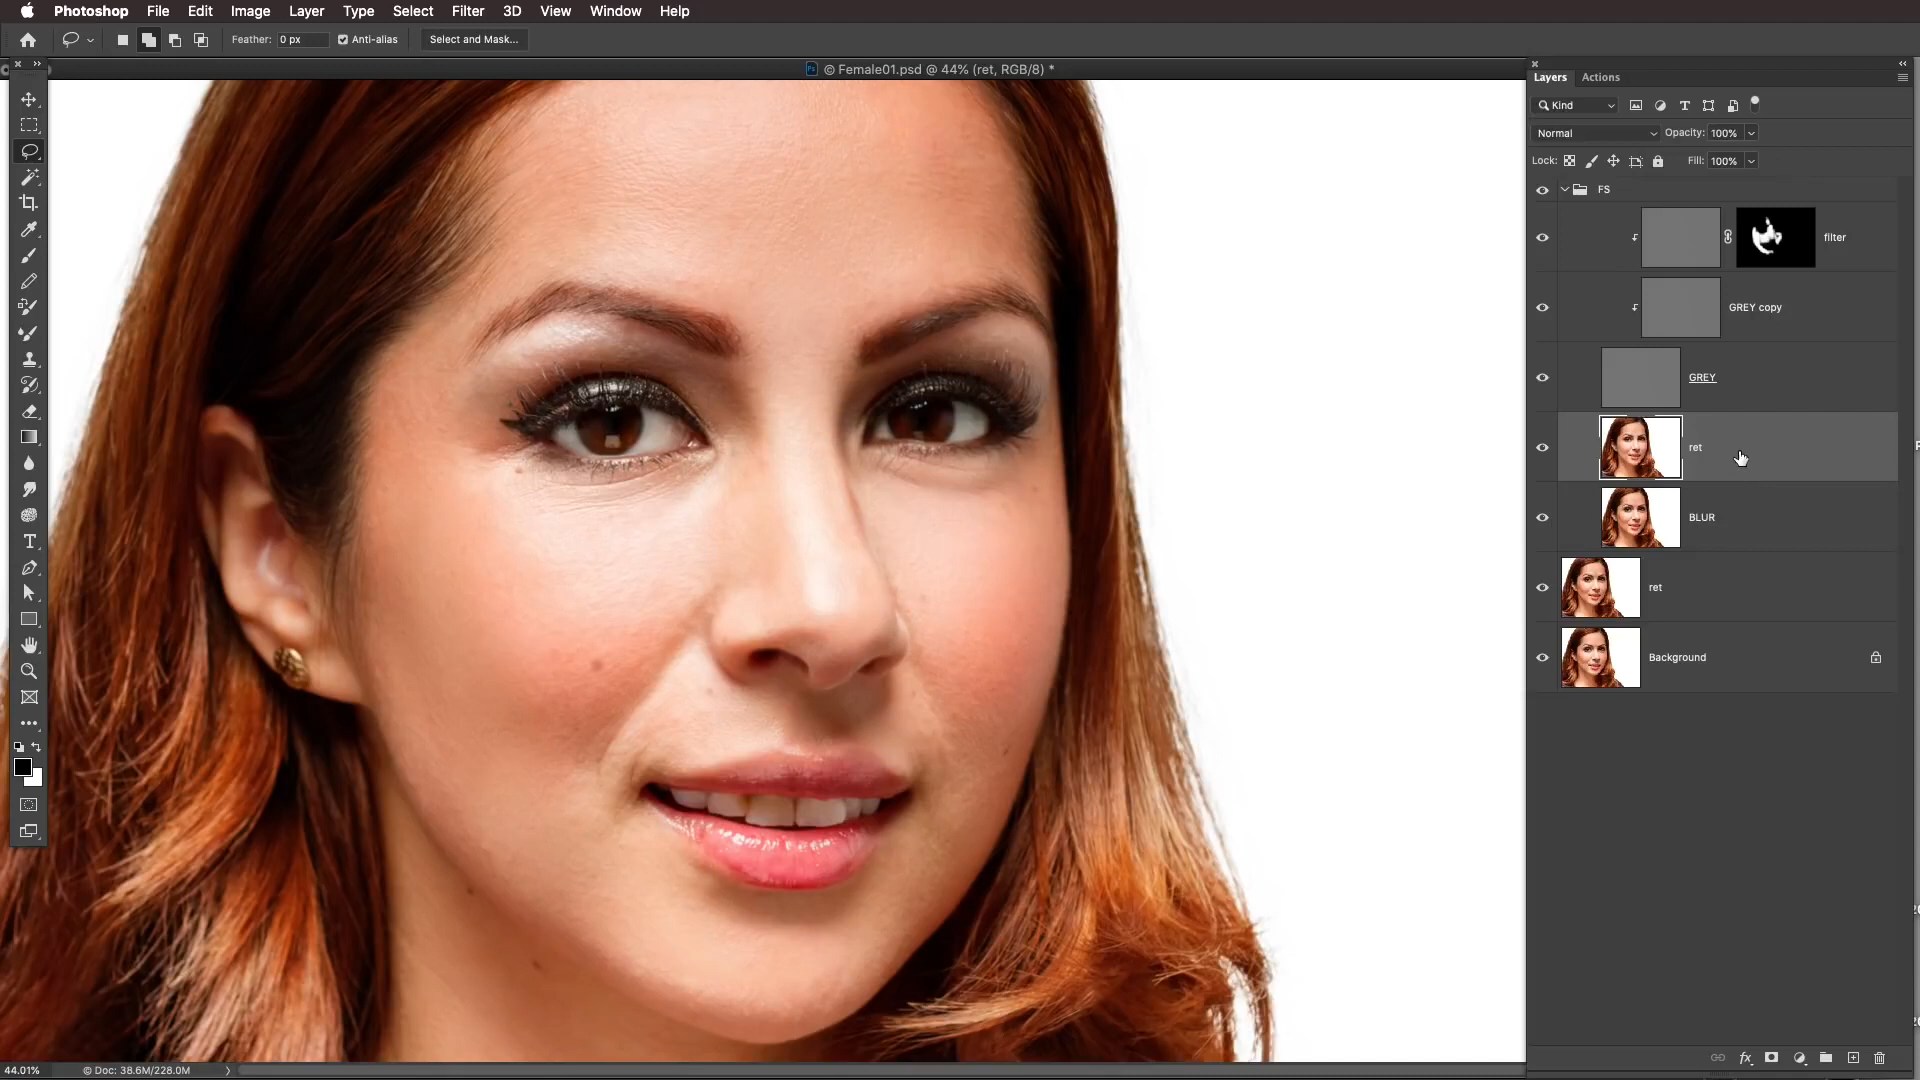 Photoshop File Edit Image Layer Type Select Filter 3D View Window Help
Feather: 0 px Anti-alias Select and Mask...
© Female01.psd @ 44% (ret, RGB/8) *
Layers Actions
Kind
Normal Opacity: 100%
Lock: Fill: 100%
FS
filter
GREY copy
GREY
ret
BLUR
ret
Background
44.01% © Doc: 38.6M/228.0M